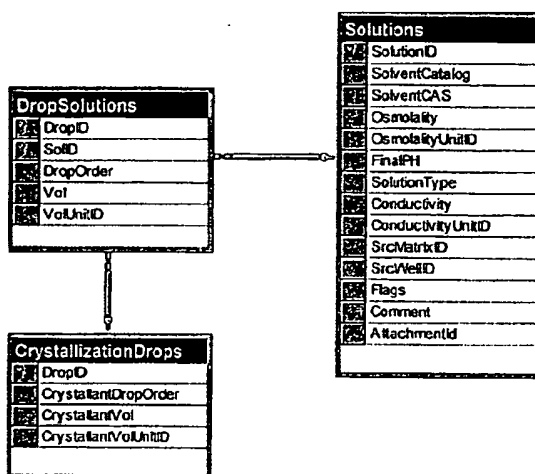 DropSolutions
DropID
SolID
DropOrder
Vol
VolUnitID
CrystallizationDrops
DropID
CrystallantDropOrder
CrystallantVol
CrystallantVolUnitID
Solutions
SolutionID
SolventCatalog
SolventCAS
Osmolality
OsmolalityUnitID
FinalPH
SolutionType
Conductivity
ConductivityUnitID
SrcMatrixID
SrcWellID
Flags
Comment
AttachmentId